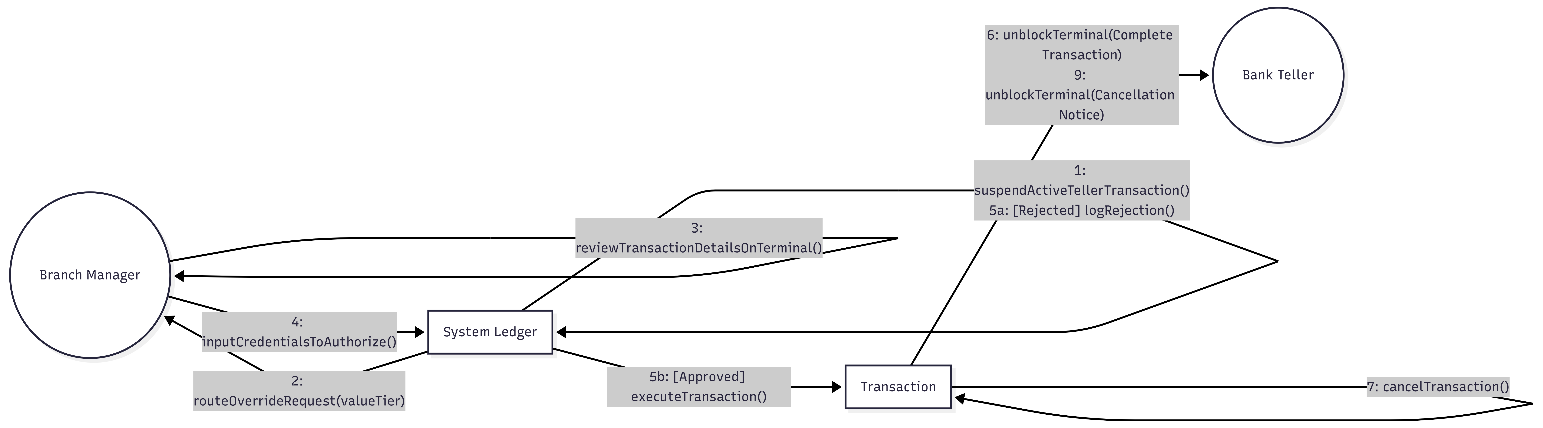 6: unblockTerminal(Complete
Transaction)
9:
unblockTerminal(Cancellation
Notice)
Bank Teller
1:
suspendActiveTellerTransaction()
5a: [Rejected] logRejection()
3:
reviewTransactionDetailsOnTerminal()
Branch Manager
4:
inputCredentialsToAuthorize()
System Ledger
2:
routeOverrideRequest(valueTier)
5b: [Approved]
executeTransaction()
Transaction
7: cancelTransaction()